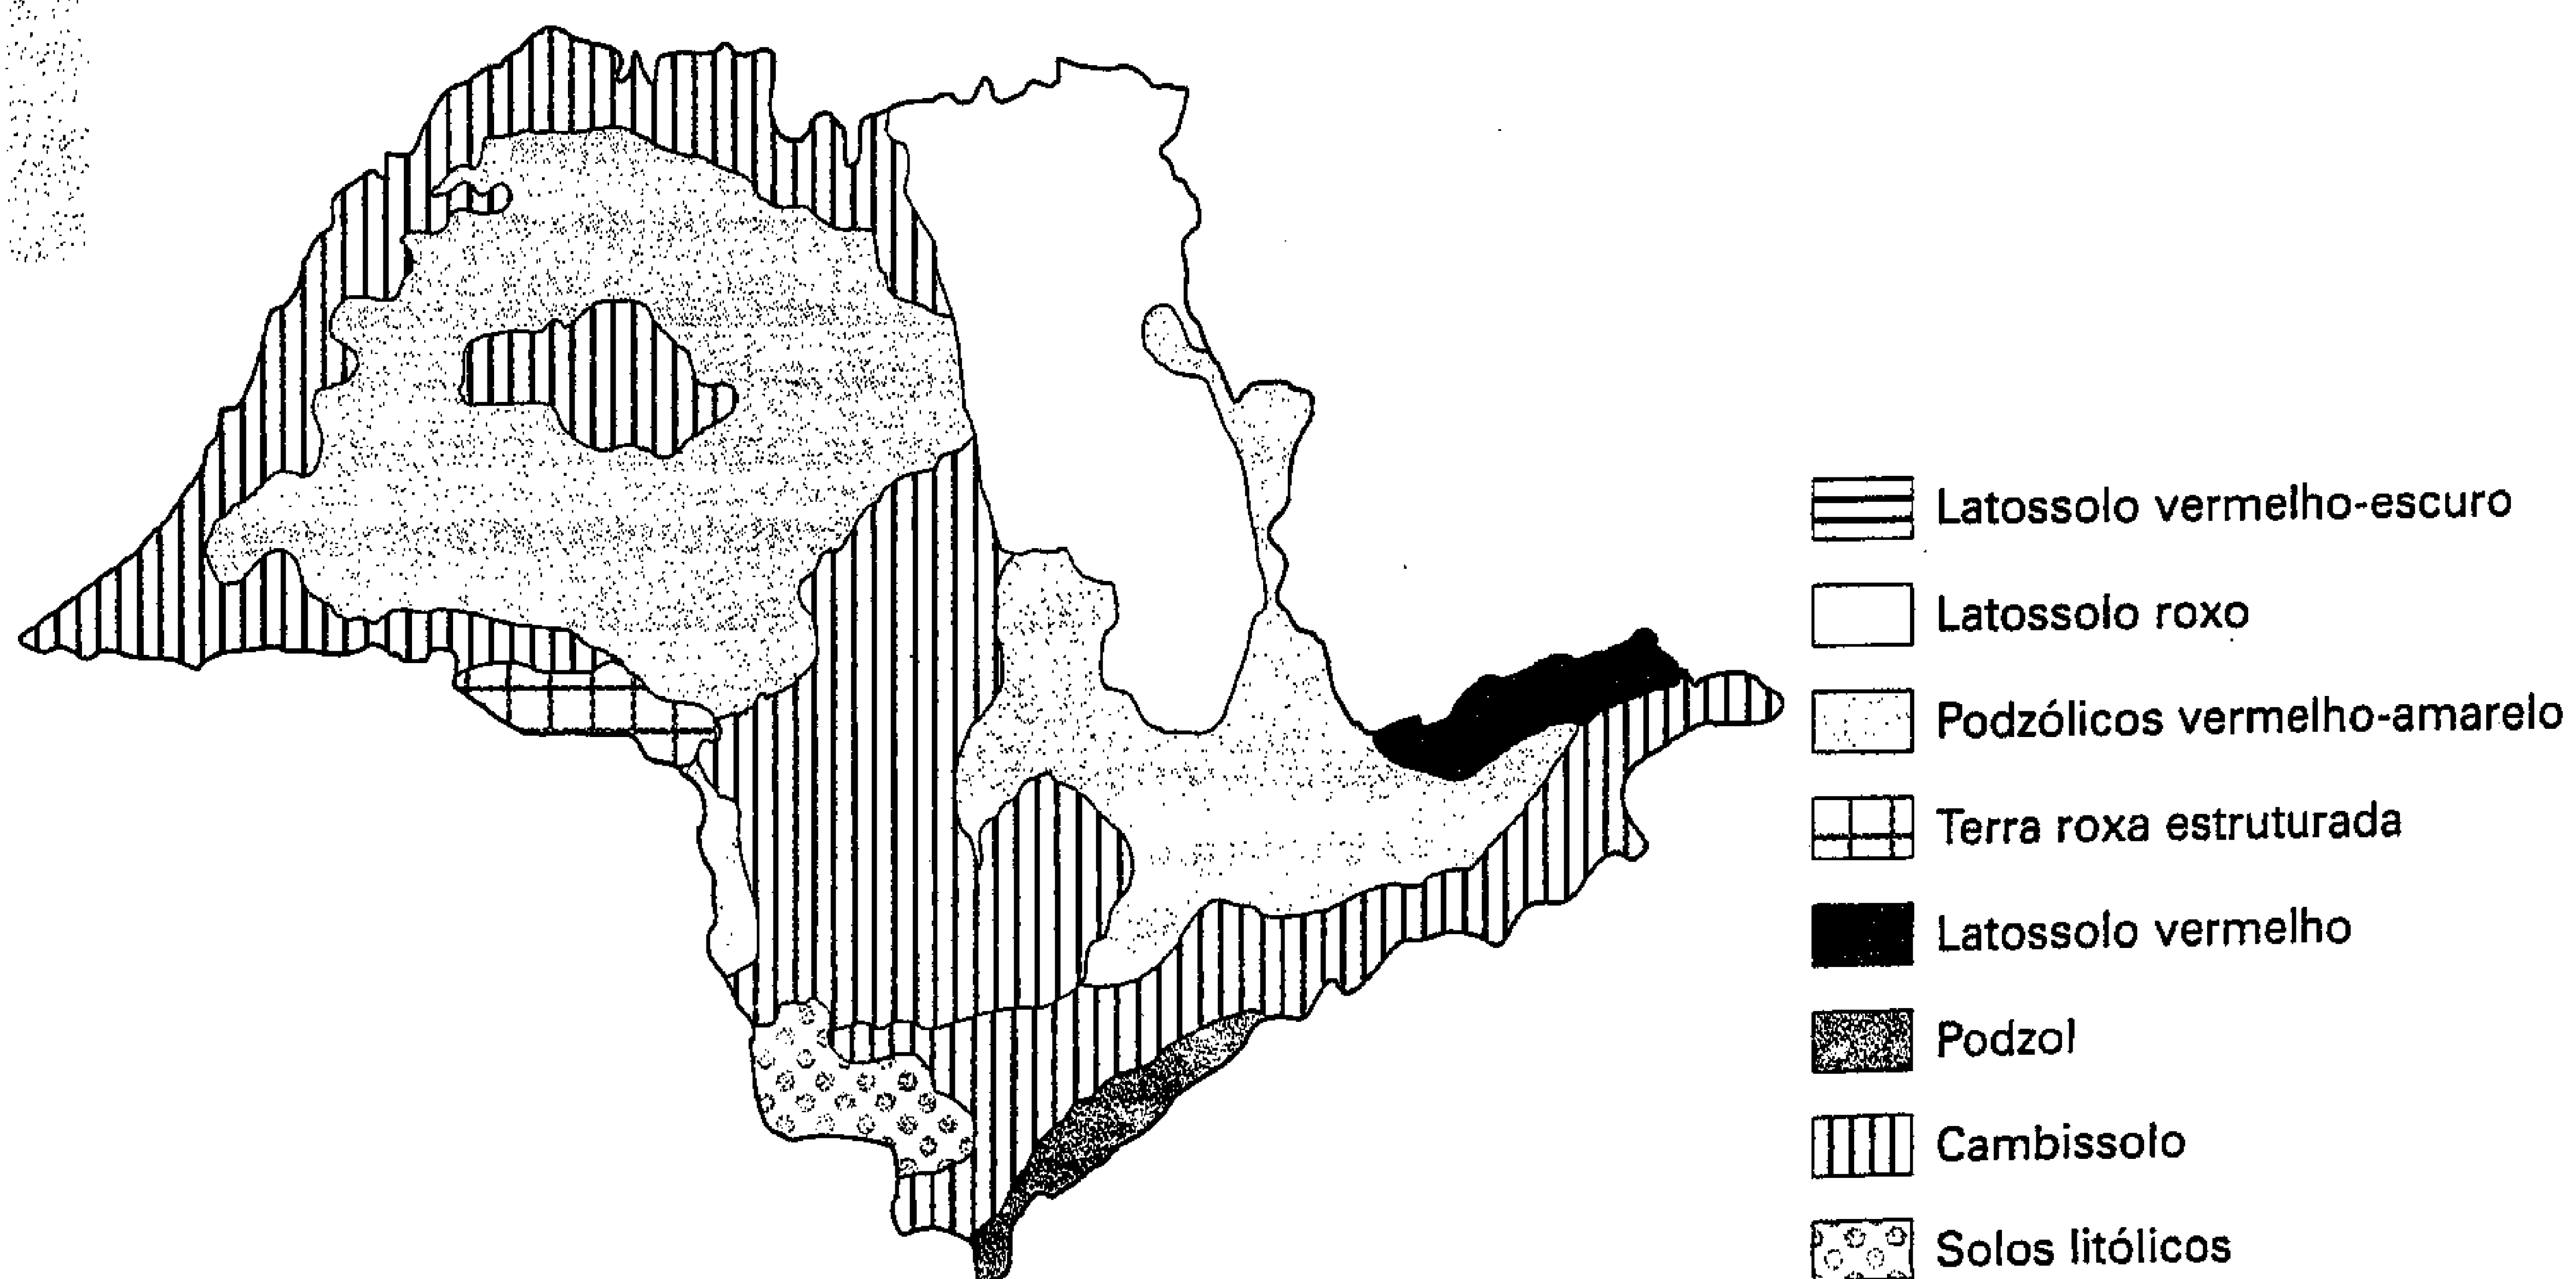 Latossolo vermelho-escuro
Latossolo roxo
Podzólicos vermelho-amarelo
Terra roxa estruturada
Latossolo vermelho
Podzol
Cambissolo
Solos litólicos